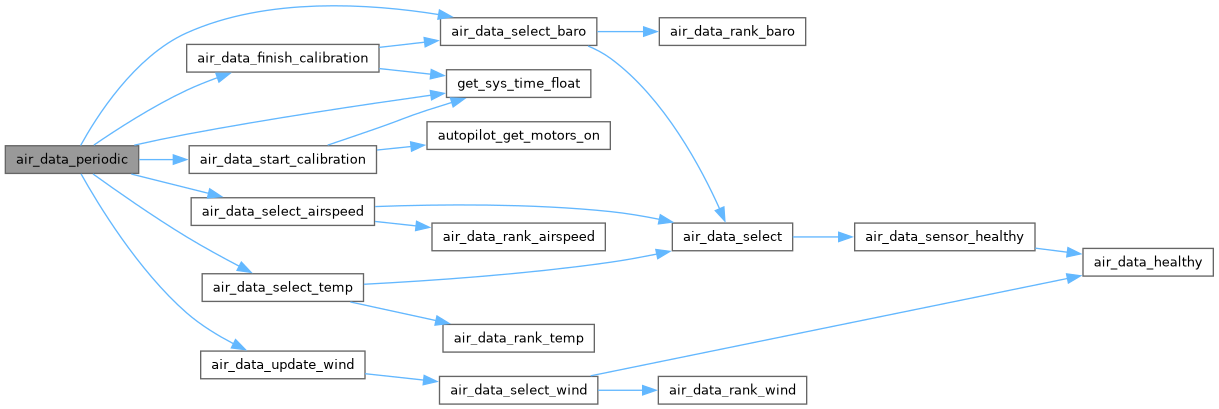 air_data_select_baro
air_data_rank_baro
air_data_finish_calibration
get_sys_time_float
autopilot_get_motors_on
air_data_periodic
air_data_start_calibration
air_data_select_airspeed
air_data_rank_airspeed
air_data_select
air_data_sensor_healthy
air_data_healthy
air_data_select_temp
air_data_rank_temp
air_data_update_wind
air_data_select_wind
air_data_rank_wind